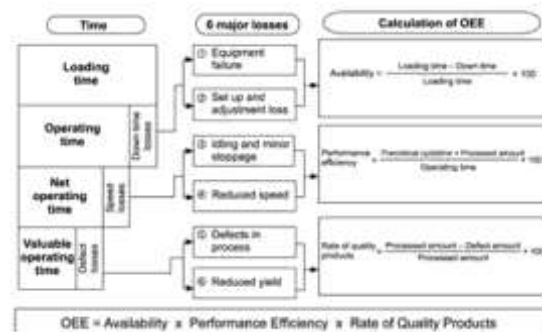 Time
6 major losses
Calculation of OEE
Loading
time
Operating
time
Down time
losses
Net
operating
time
Speed
losses
Valuable
operating
time
Defect
losses
① Equipment
failure
② Set up and
adjustment loss
③ Idling and minor
stoppage
④ Reduced speed
⑤ Defects in
process
⑥ Reduced yield
Availability = Loading time – Down time
Loading time
× 100
Performance
efficiency
= Theoretical cycletime × Processed amount
Operating time
× 100
Rate of quality
products
= Processed amount – Defect amount
Processed amount
× 100
OEE = Availability x Performance Efficiency x Rate of Quality Products